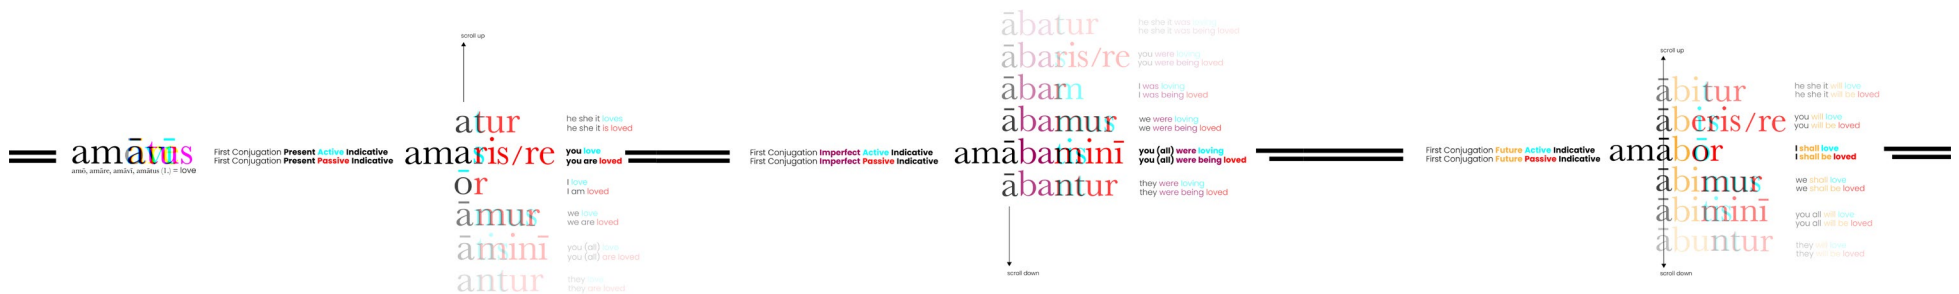 amātus
amō, amāre, amāvī, amātus (1.) = love
First Conjugation Present Active Indicative
First Conjugation Present Passive Indicative
scroll up
atur
he she it loves
he she it is loved
amaris/re
you love
you are loved
ōr
I love
I am loved
āmur
we love
we are loved
āminī
you (all) love
you (all) are loved
antur
they love
they are loved
First Conjugation Imperfect Active Indicative
First Conjugation Imperfect Passive Indicative
ābatur
he she it was loving
he she it was being loved
ābaris/re
you were loving
you were being loved
ābam
I was loving
I was being loved
ābamur
we were loving
we were being loved
amābaminī
you (all) were loving
you (all) were being loved
ābantur
they were loving
they were being loved
scroll down
First Conjugation Future Active Indicative
First Conjugation Future Passive Indicative
scroll up
ābitur
he she it will love
he she it will be loved
āberis/re
you will love
you will be loved
amābor
I shall love
I shall be loved
ābimur
we shall love
we shall be loved
ābiminī
you all will love
you all will be loved
ābuntur
they will love
they will be loved
scroll down